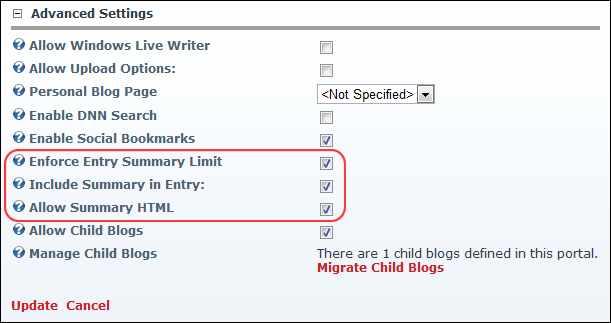 Advanced Settings
Allow Windows Live Writer
Allow Upload Options:
Personal Blog Page <Not Specified>
Enable DNN Search
Enable Social Bookmarks
Enforce Entry Summary Limit
Include Summary in Entry:
Allow Summary HTML
Allow Child Blogs
Manage Child Blogs There are 1 child blogs defined in this portal.
Migrate Child Blogs
Update Cancel